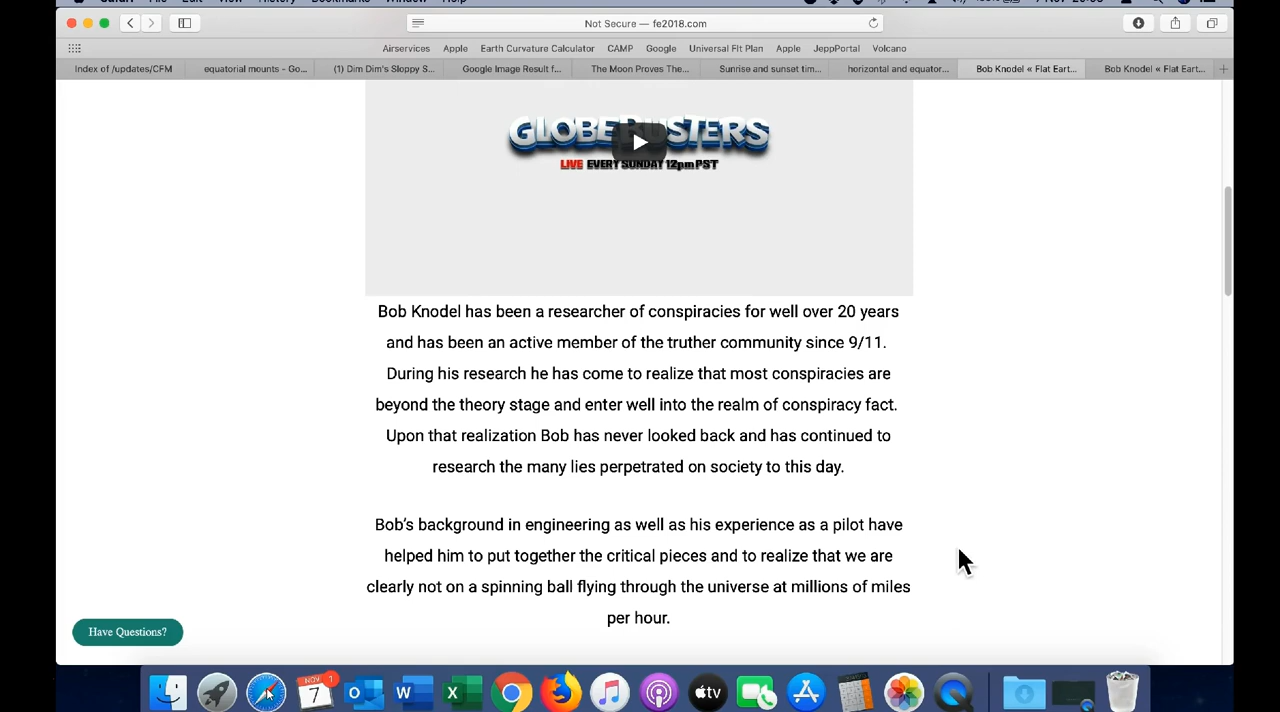 Not Secure — fe2018.com
Airservices Apple Earth Curvature Calculator CAMP Google Universal Flt Plan Apple JeppPortal Volcano
Index of /updates/CFM equatorial mounts - Go... (1) Dim Dim's Sloppy S... Google Image Result f... The Moon Proves The... Sunrise and sunset tim... horizontal and equator... Bob Knodel « Flat Eart... Bob Knodel « Flat Eart...
GLOBEBUSTERS
LIVE EVERY SUNDAY 12pm PST
Bob Knodel has been a researcher of conspiracies for well over 20 years
and has been an active member of the truther community since 9/11.
During his research he has come to realize that most conspiracies are
beyond the theory stage and enter well into the realm of conspiracy fact.
Upon that realization Bob has never looked back and has continued to
research the many lies perpetrated on society to this day.
Bob's background in engineering as well as his experience as a pilot have
helped him to put together the critical pieces and to realize that we are
clearly not on a spinning ball flying through the universe at millions of miles
per hour.
Have Questions?
NOV 1
7
tv